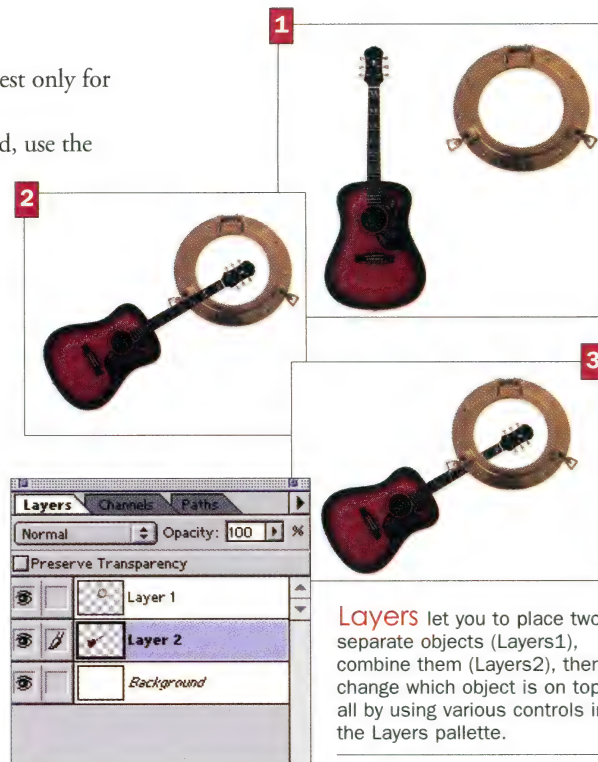 est only for
d, use the
1
2
3
Layers Channels Paths
Normal Opacity: 100 %
Preserve Transparency
Layer 1
Layer 2
Background
Layers let you to place two
separate objects (Layers1),
combine them (Layers2), then
change which object is on top
all by using various controls in
the Layers pallette.